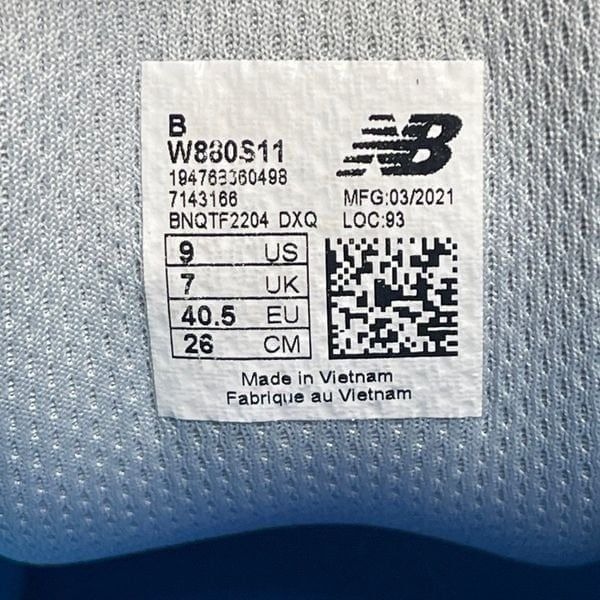 B
W880S11
NB
194768360498
7143166
MFG:03/2021
BNQTF2204 DXQ
LOC:93
9 US
7 UK
40.5 EU
26 CM
Made in Vietnam
Fabrique au Vietnam